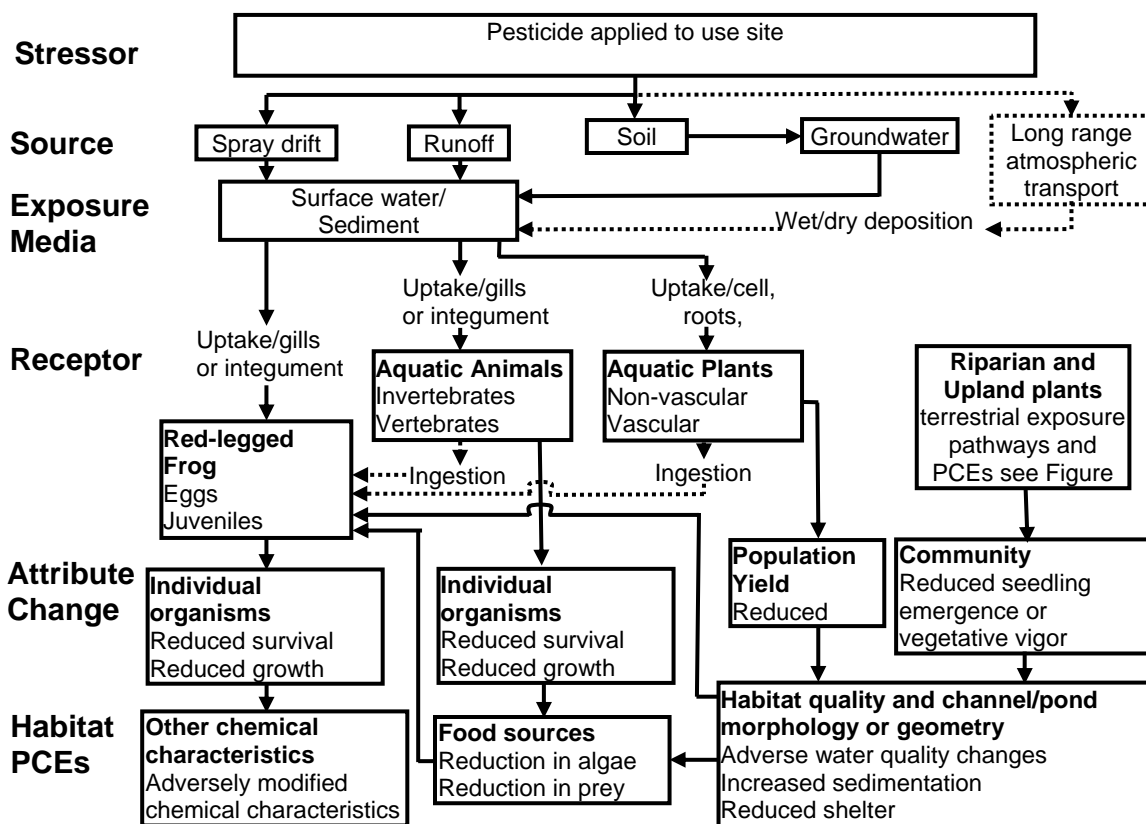 Stressor
Pesticide applied to use site
Source
Spray drift
Runoff
Soil
Groundwater
Long range
atmospheric
transport
Exposure
Media
Surface water/
Sediment
Wet/dry deposition
Uptake/gills
or integument
Uptake/gills
or integument
Uptake/cell,
roots,
Receptor
Aquatic Animals
Invertebrates
Vertebrates
Aquatic Plants
Non-vascular
Vascular
Riparian and
Upland plants
terrestrial exposure
pathways and
PCEs see Figure
Red-legged
Frog
Eggs
Juveniles
Ingestion
Ingestion
Attribute
Change
Individual
organisms
Reduced survival
Reduced growth
Individual
organisms
Reduced survival
Reduced growth
Population
Yield
Reduced
Community
Reduced seedling
emergence or
vegetative vigor
Habitat
PCEs
Other chemical
characteristics
Adversely modified
chemical characteristics
Food sources
Reduction in algae
Reduction in prey
Habitat quality and channel/pond
morphology or geometry
Adverse water quality changes
Increased sedimentation
Reduced shelter